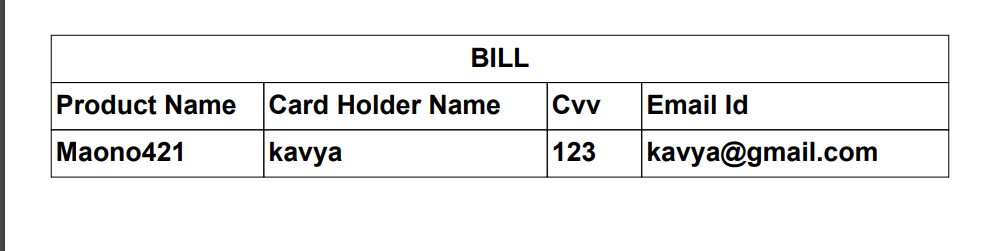 BILL
Product Name Card Holder Name Cvv Email Id
Maono421 kavya 123 kavya@gmail.com